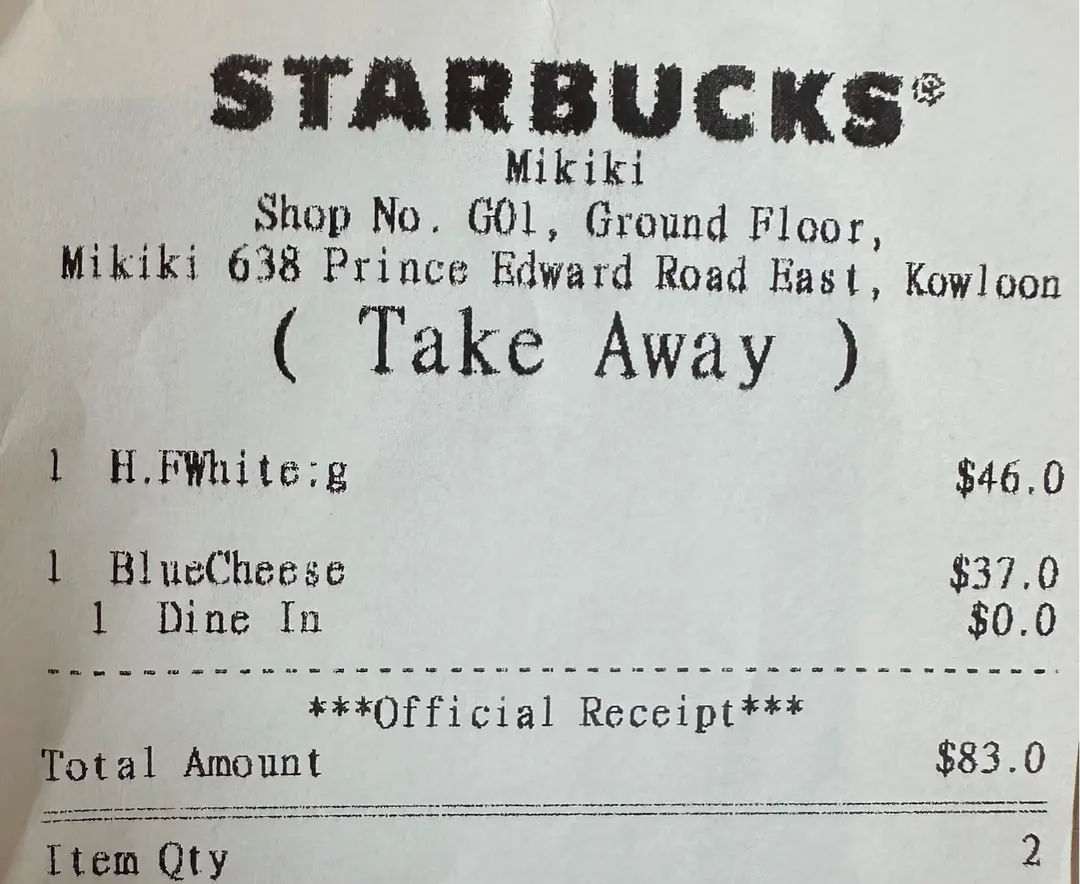 STARBUCKS®
Mikiki
Shop No. G01, Ground Floor,
Mikiki 638 Prince Edward Road East, Kowloon
( Take Away )
1 H.FWhite:g $46.0
1 BlueCheese $37.0
1 Dine In $0.0
***Official Receipt***
Total Amount $83.0
Item Qty 2